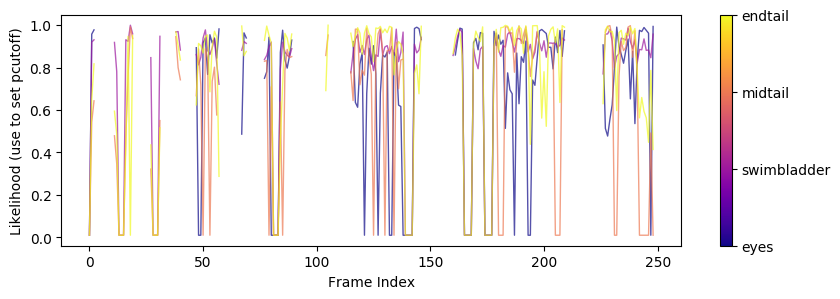 Likelihood (use to set pcutoff)
1.0
0.8
0.6
0.4
0.2
0.0
0
50
100
150
200
250
Frame Index
endtail
midtail
swimbladder
eyes